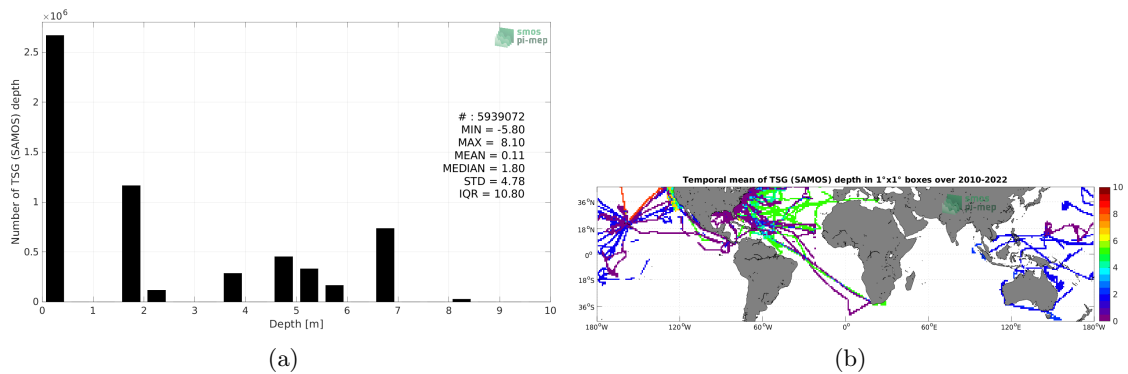 ×10⁶
smos
pi-mep
2.5
2
1.5
1
0.5
0
Number of TSG (SAMOS) depth
# : 5939072
MIN = -5.80
MAX = 8.10
MEAN = 0.11
MEDIAN = 1.80
STD = 4.78
IQR = 10.80
0 1 2 3 4 5 6 7 8 9 10
Depth [m]
(a)
Temporal mean of TSG (SAMOS) depth in 1°x1° boxes over 2010-2022
smos
pi-mep
36°N
18°N
0°
18°S
36°S
180°W 120°W 60°W 0° 60°E 120°E 180°E
10
8
6
4
2
0
(b)